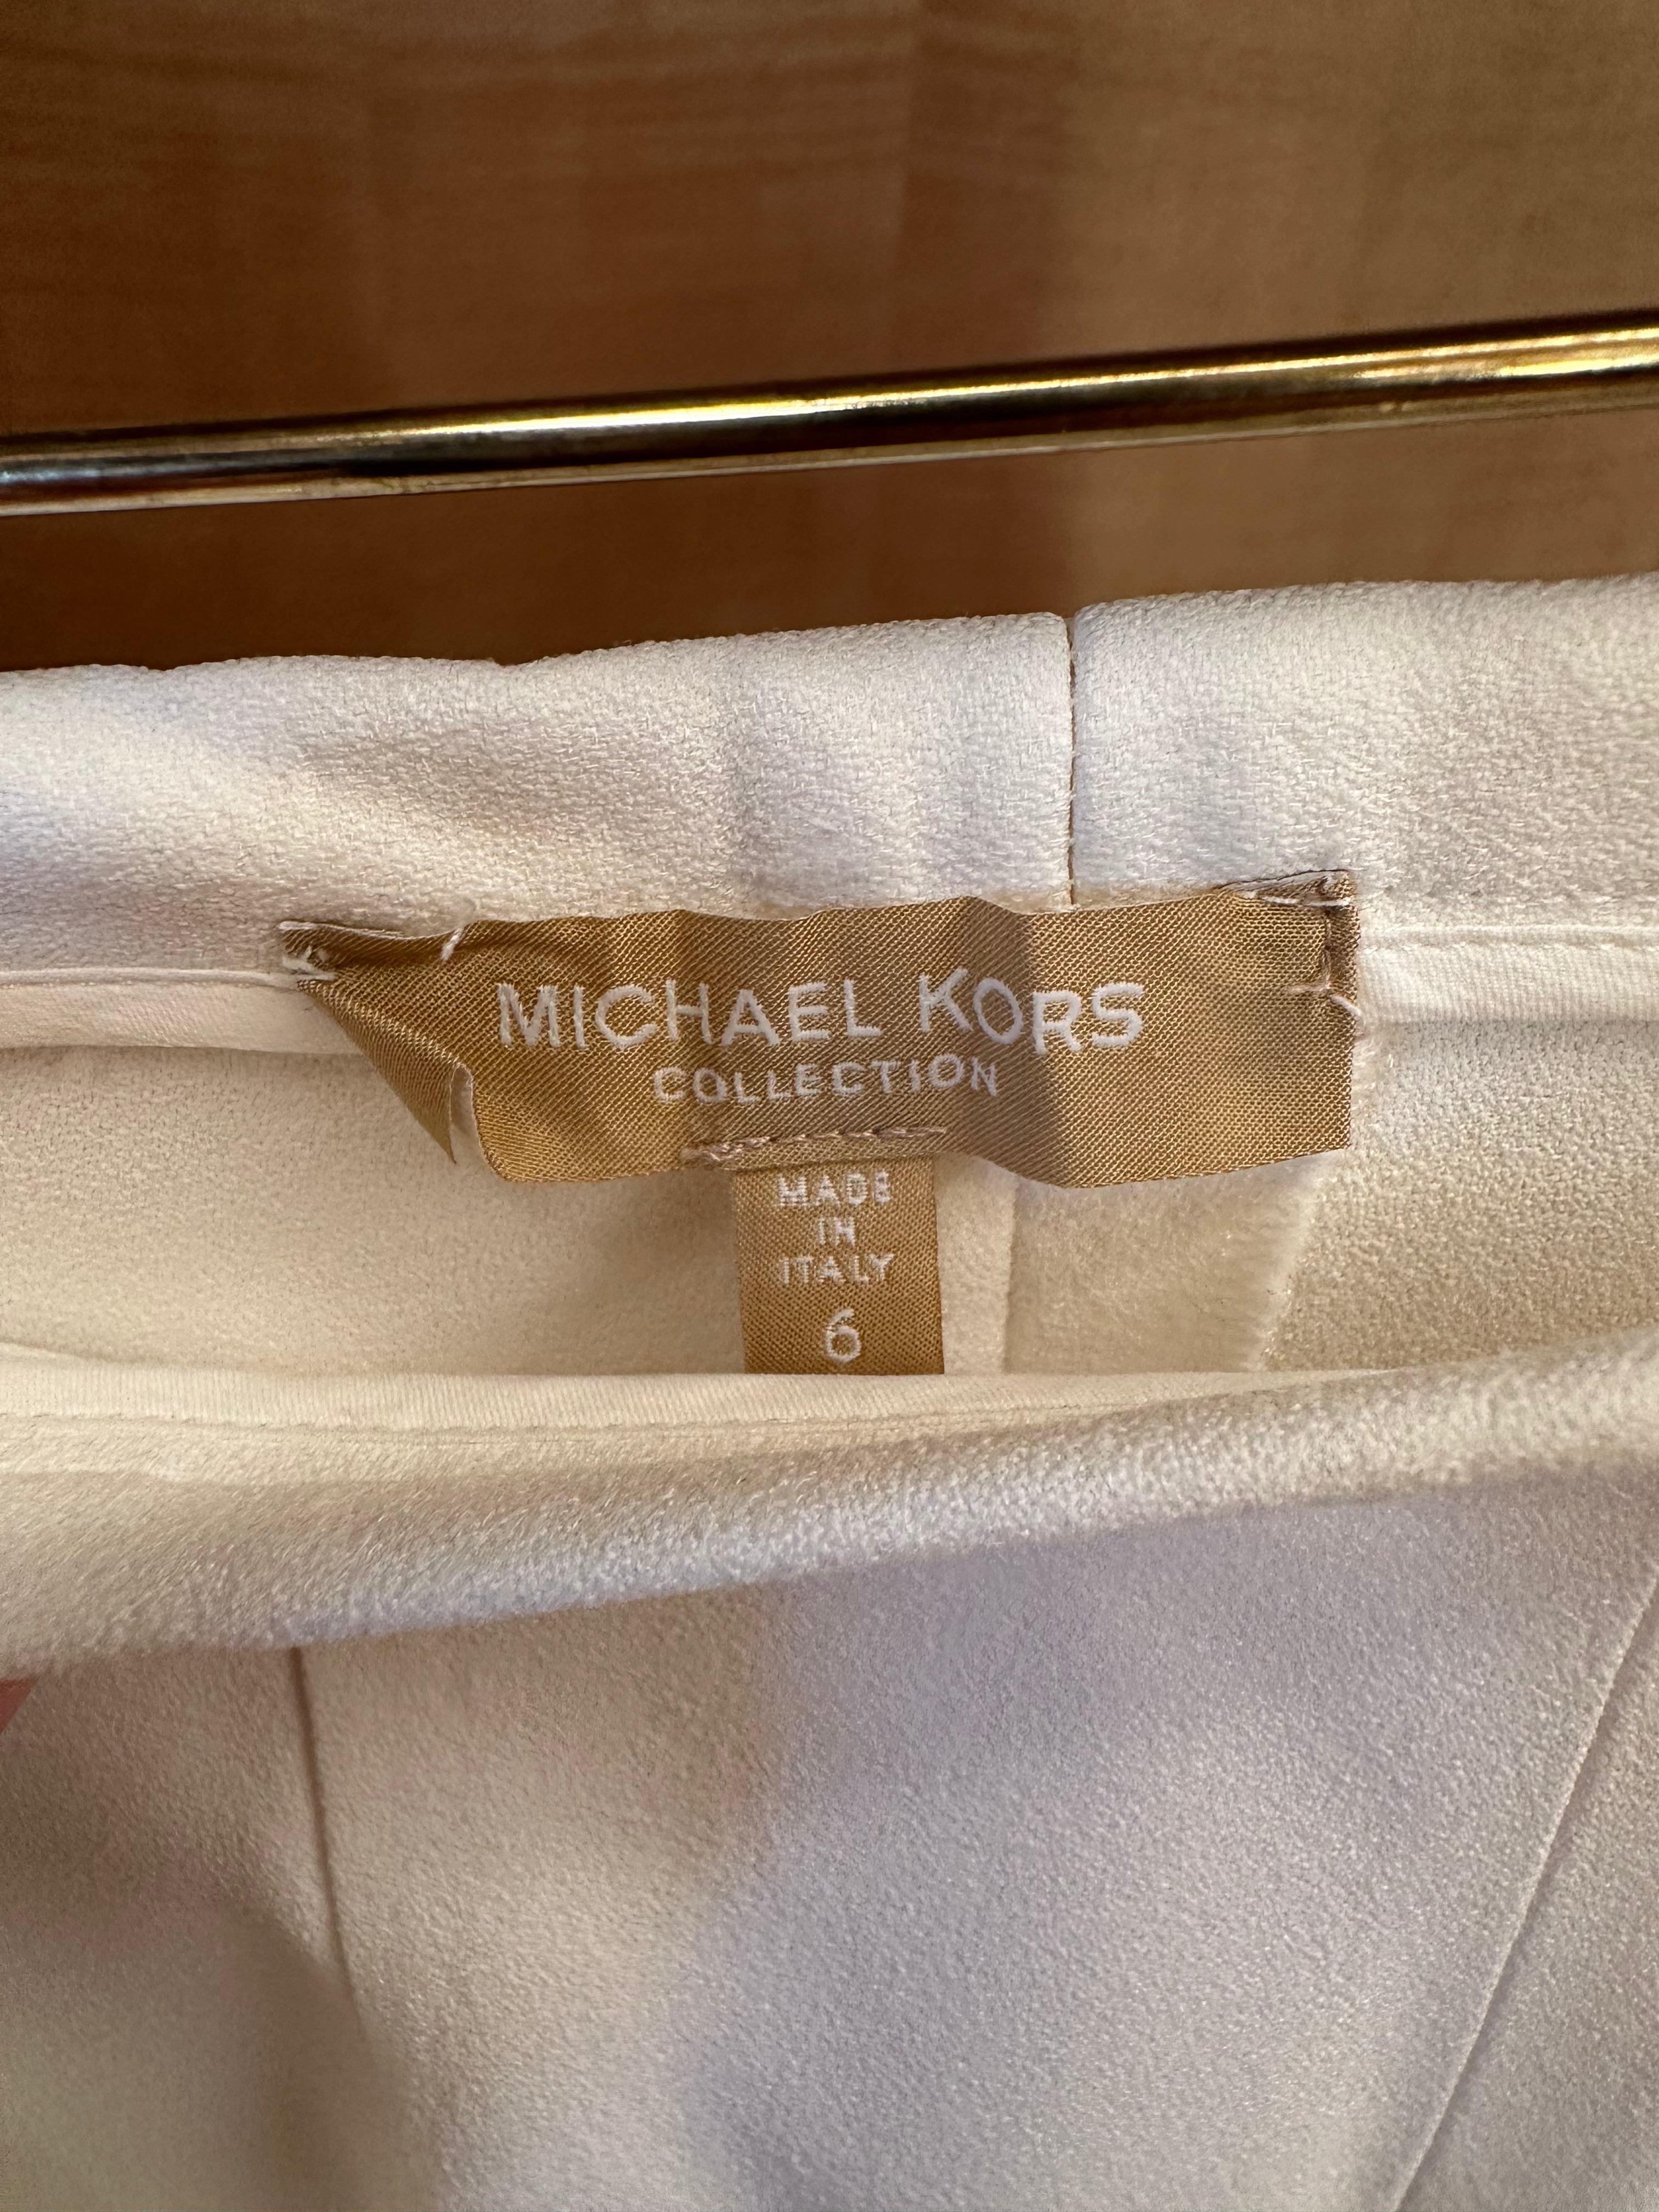 MICHAEL KORS
COLLECTION
MADE
IN
ITALY
6